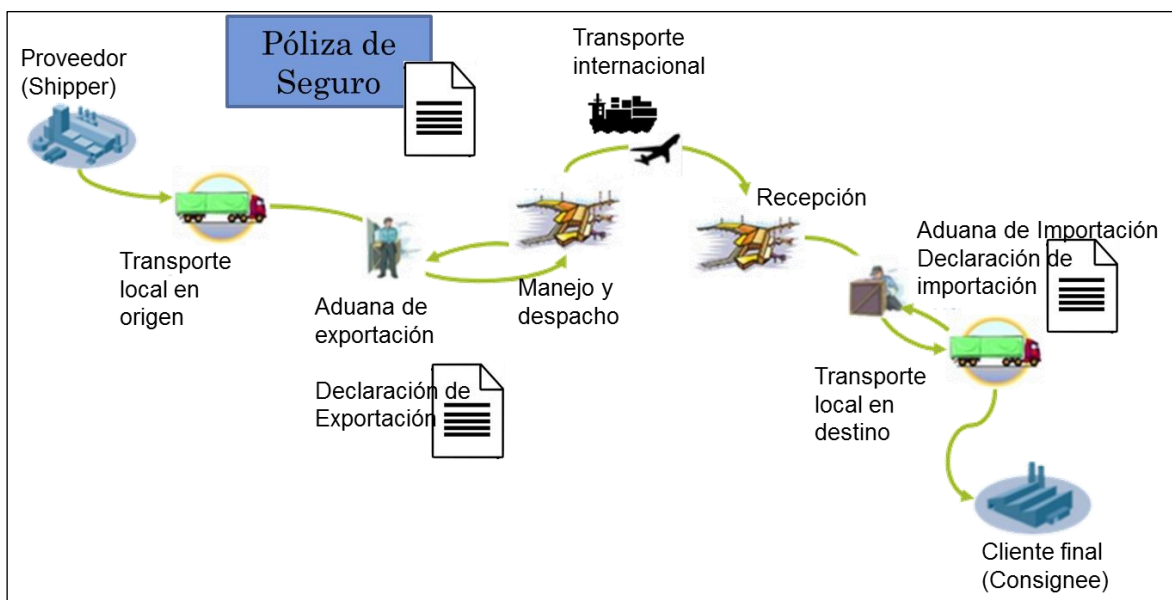 Proveedor
(Shipper)
Póliza de
Seguro
Transporte
internacional
Transporte
local en
origen
Aduana de
exportación
Declaración de
Exportación
Manejo y
despacho
Recepción
Aduana de Importación
Declaración de
importación
Transporte
local en
destino
Cliente final
(Consignee)